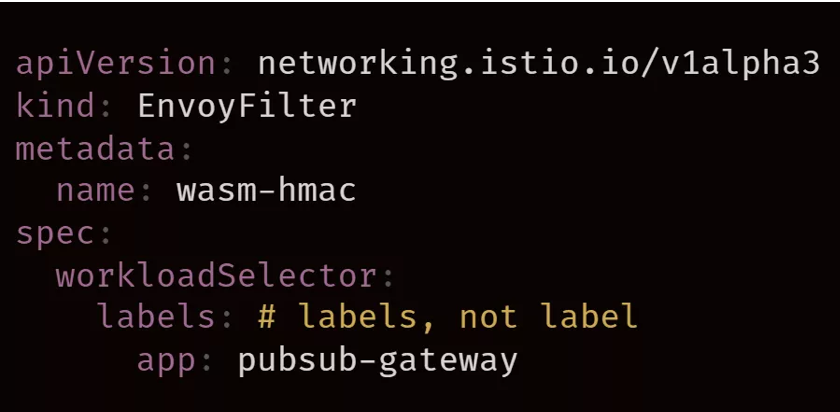 apiVersion: networking.istio.io/v1alpha3
kind: EnvoyFilter
metadata:
  name: wasm-hmac
spec:
  workloadSelector:
    labels: # labels, not label
      app: pubsub-gateway